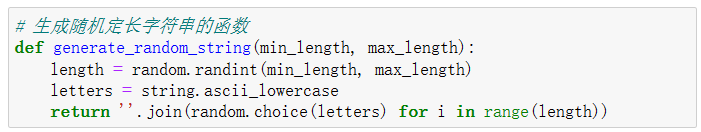 # 生成随机定长字符串的函数
def generate_random_string(min_length, max_length):
    length = random.randint(min_length, max_length)
    letters = string.ascii_lowercase
    return ''.join(random.choice(letters) for i in range(length))